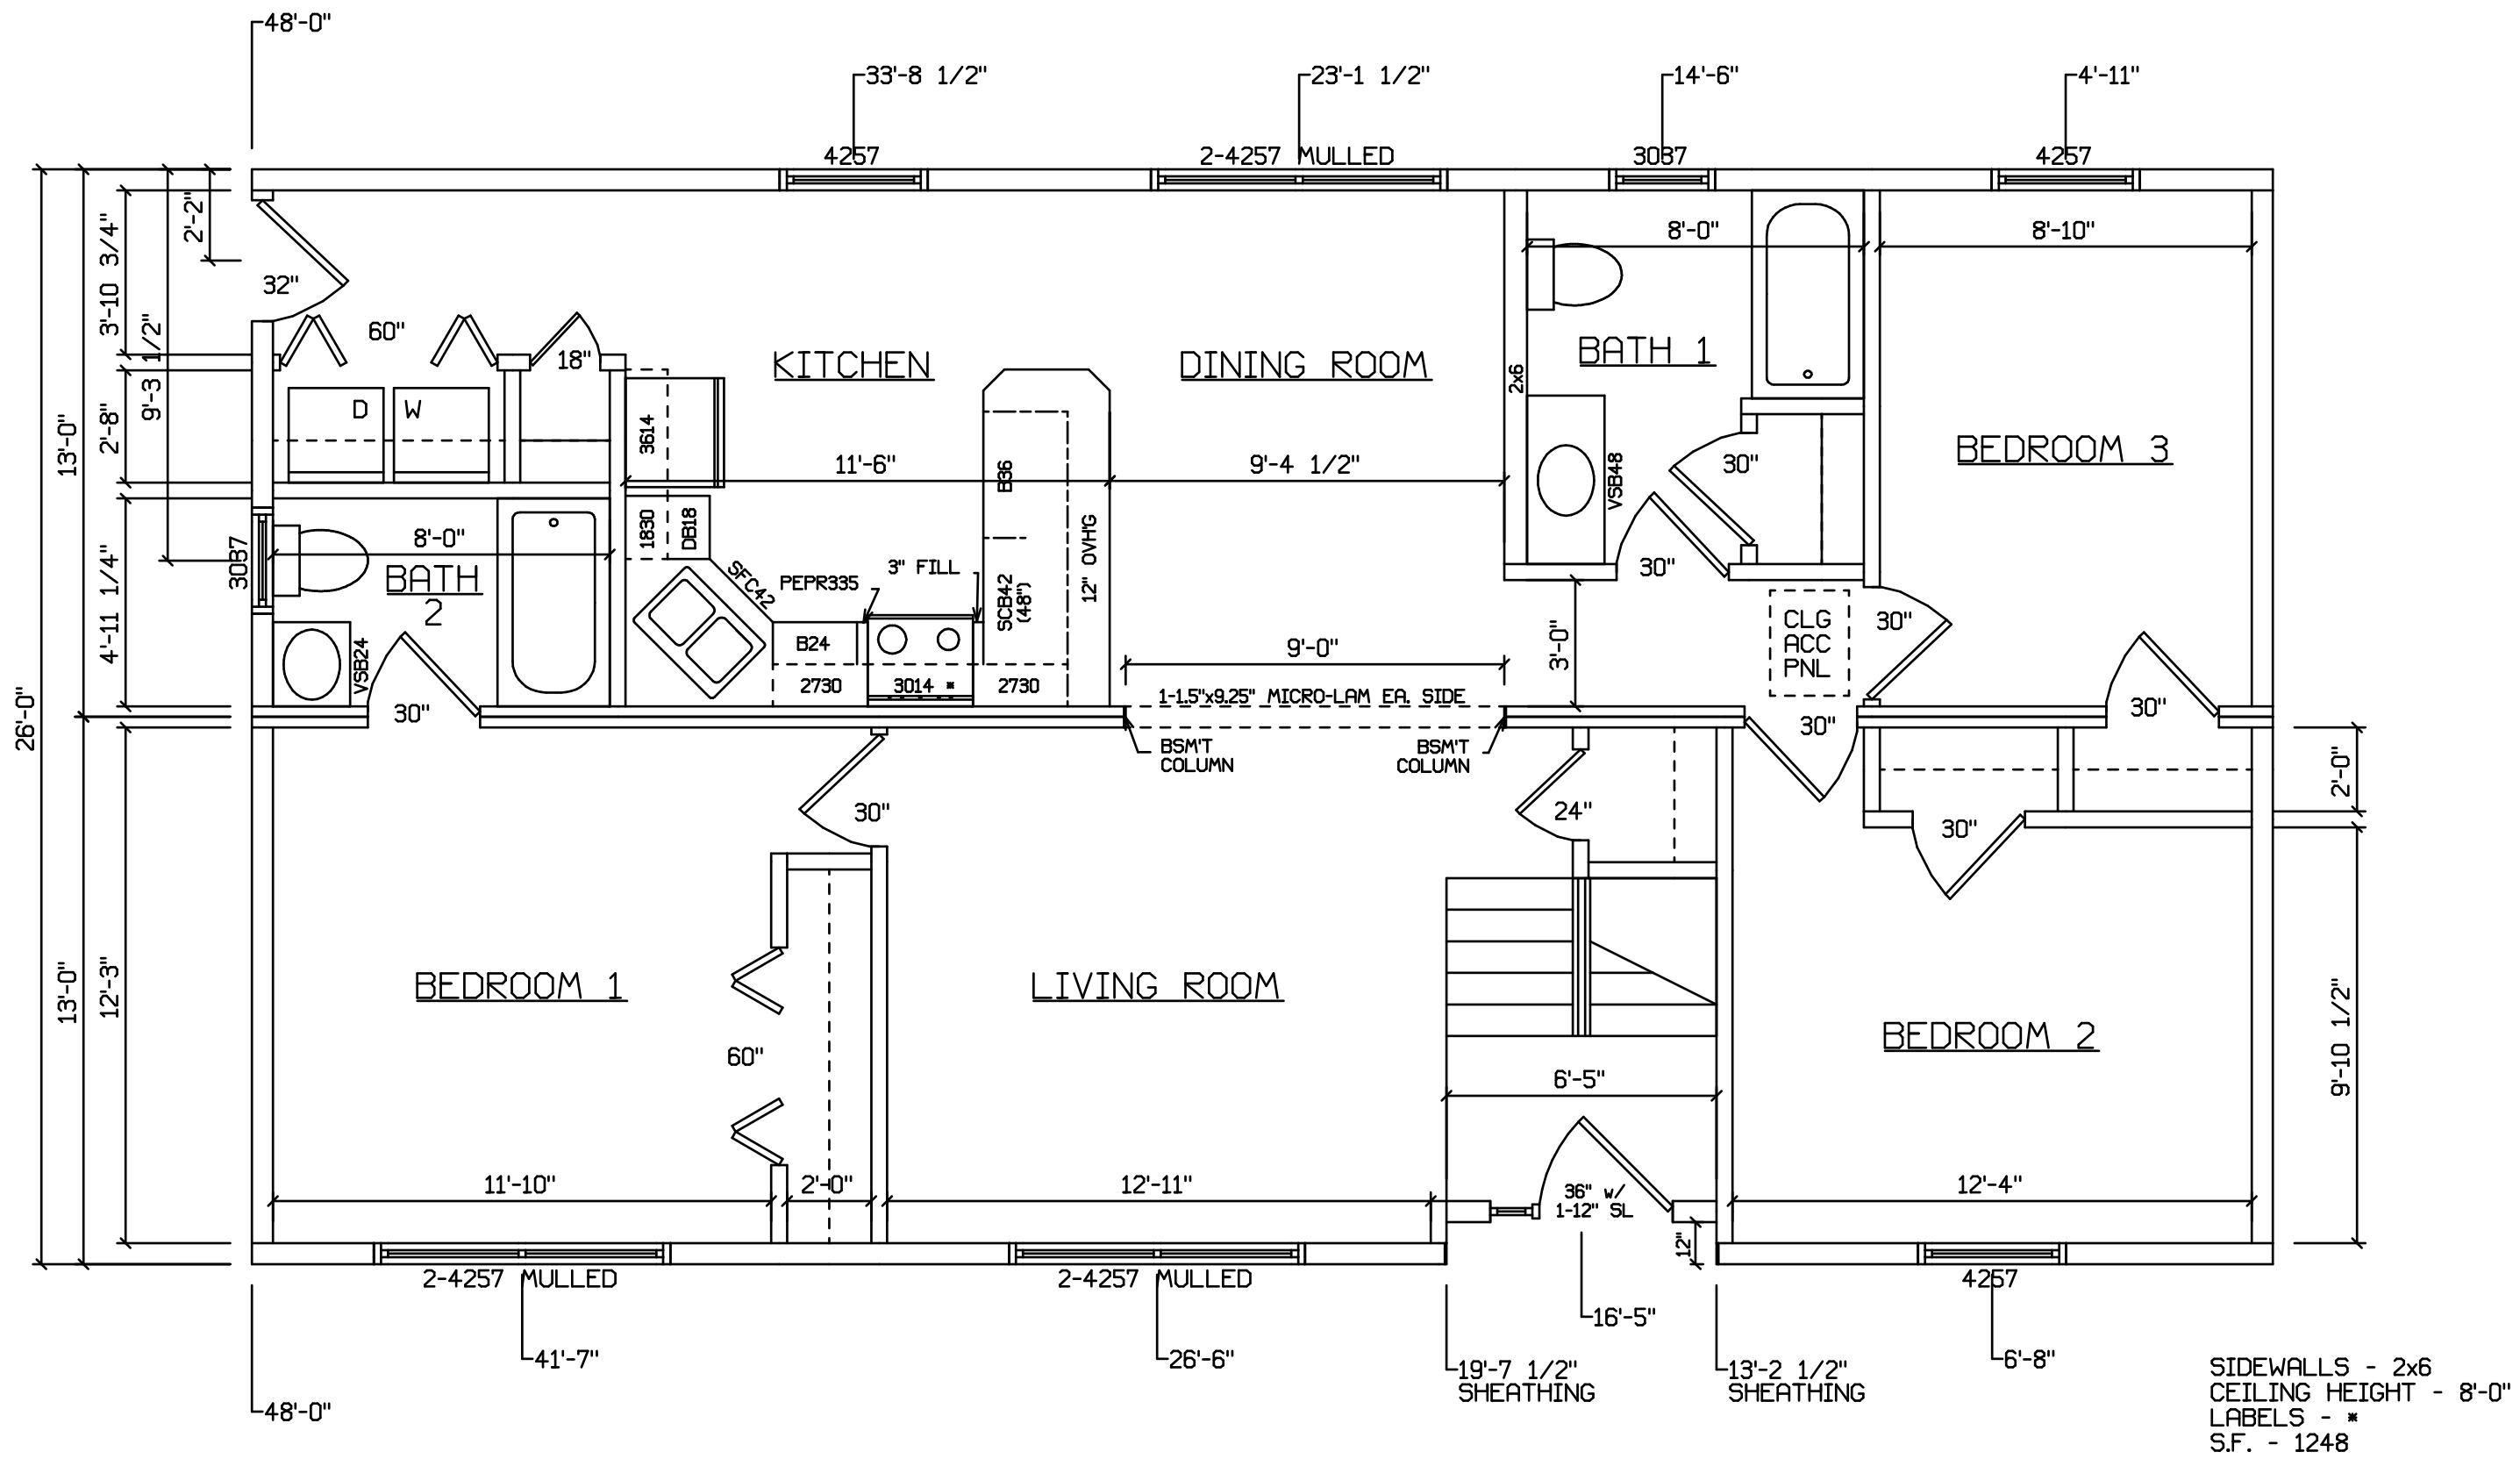 48'-0"
33'-8 1/2"
23'-1 1/2"
14'-6"
4'-11"
4257
2-4257 MULLED
3087
4257
2'-2"
3'-10 3/4"
9'-3 1/2"
2'-8"
13'-0"
4'-11 1/4"
26'-0"
13'-0"
12'-3"
32"
60"
18"
D
W
KITCHEN
DINING ROOM
2x6
8'-0"
8'-10"
BATH 1
BEDROOM 3
3614
11'-6"
B36
9'-4 1/2"
VSB48
30"
30"
3087
8'-0"
BATH
2
VSB24
30"
1830
DB18
SFC42
PEPR335
3" FILL
SCB42
(48")
12" OVH'G
B24
2730
3014 *
2730
9'-0"
3'-0"
1-1.5"x9.25" MICRO-LAM EA. SIDE
BSM'T
COLUMN
BSM'T
COLUMN
CLG
ACC
PNL
30"
30"
30"
2'-0"
30"
24"
30"
BEDROOM 1
LIVING ROOM
BEDROOM 2
60"
6'-5"
9'-10 1/2"
11'-10"
2'-0"
12'-11"
36" w/
1-12" SL
12"
12'-4"
2-4257 MULLED
2-4257 MULLED
4257
16'-5"
41'-7"
26'-6"
19'-7 1/2"
SHEATHING
13'-2 1/2"
SHEATHING
6'-8"
48'-0"
SIDEWALLS - 2x6
CEILING HEIGHT - 8'-0"
LABELS - *
S.F. - 1248